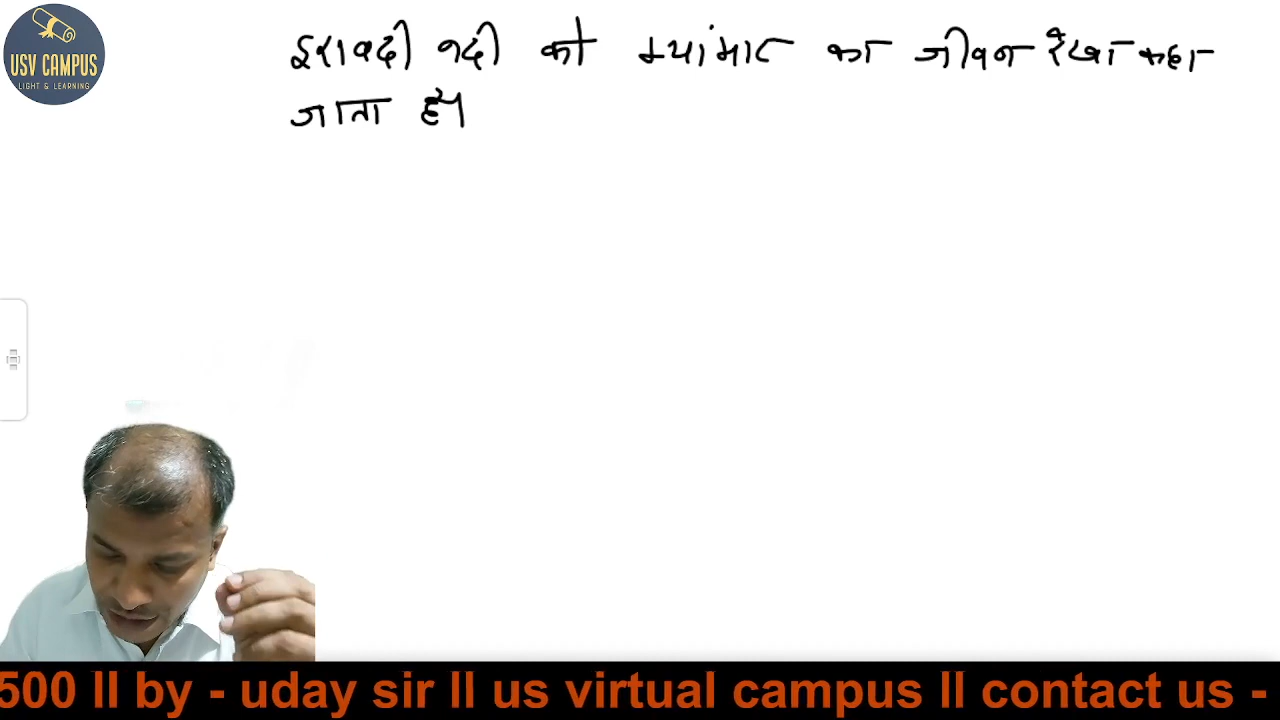 USV CAMPUS
LIGHT & LEARNING
इरावदी नदी को म्यांमार का जीवन रेखा कहा
जाता है।
500 ll by - uday sir ll us virtual campus ll contact us -